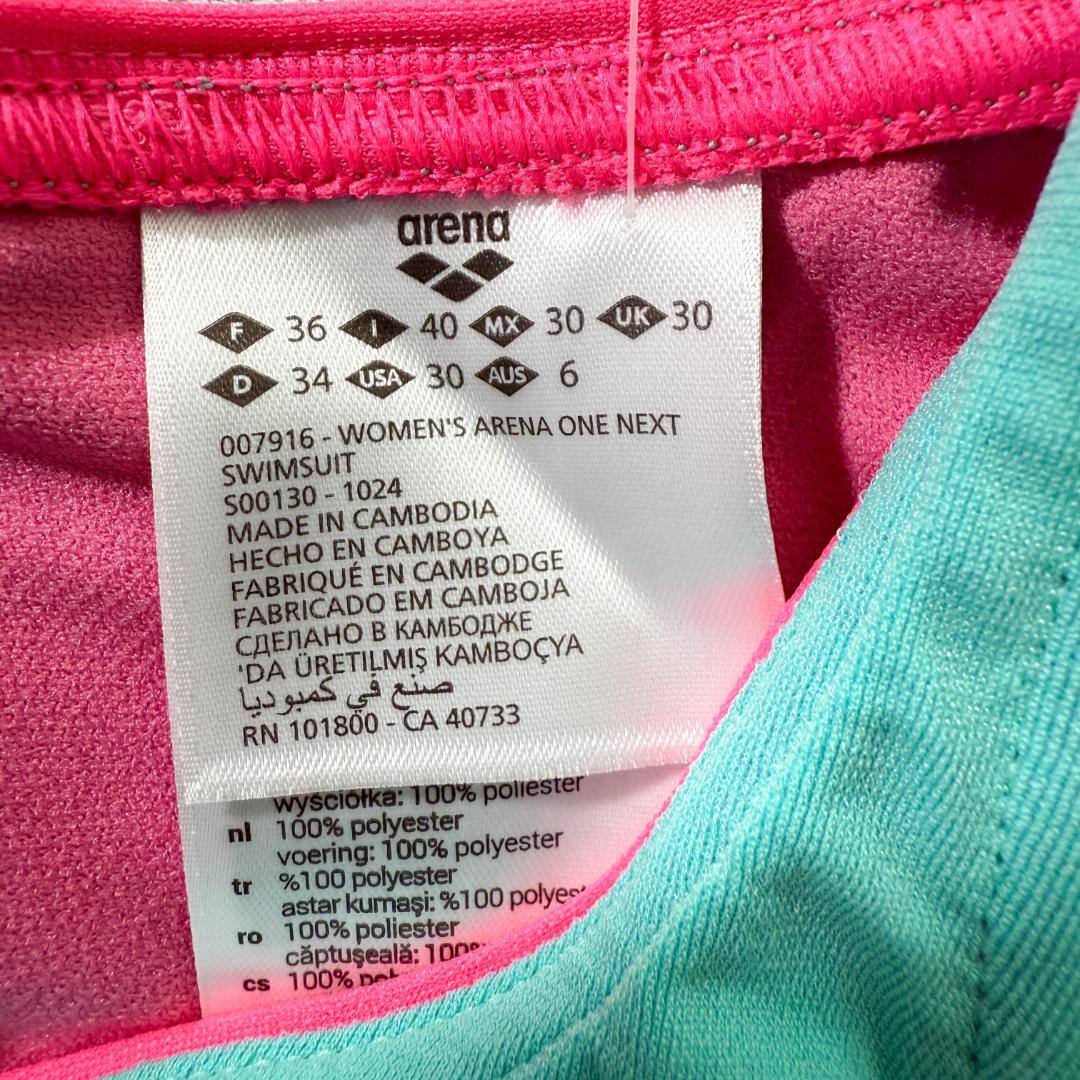 arena
F 36 I 40 MX 30 UK 30
D 34 USA 30 AUS 6
007916 - WOMEN'S ARENA ONE NEXT
SWIMSUIT
S00130 - 1024
MADE IN CAMBODIA
HECHO EN CAMBOYA
FABRIQUÉ EN CAMBODGE
FABRICADO EM CAMBOJA
СДЕЛАНО В КАМБОДЖЕ
'DA ÜRETILMIŞ KAMBOÇYA
صنع في كمبوديا
RN 101800 - CA 40733
wyściółka: 100% poliester
nl 100% polyester
voering: 100% polyester
tr %100 polyester
astar kumaşi: %100
ro 100% poliester
căptuşeală:
cs 100%